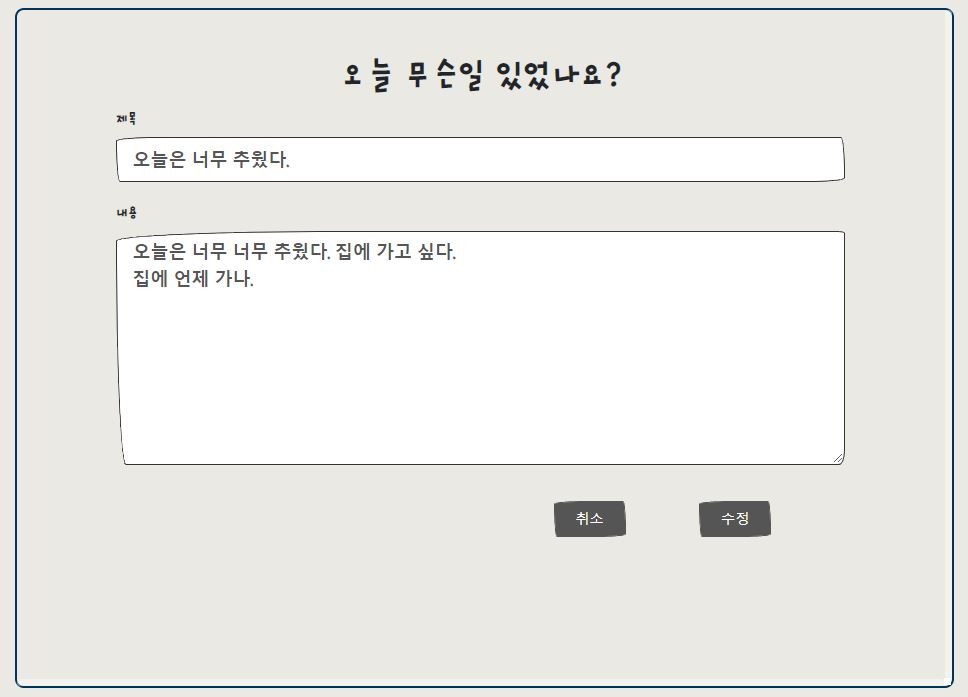 오늘 무슨일 있었나요?
제목
오늘은 너무 추웠다.
내용
오늘은 너무 너무 추웠다. 집에 가고 싶다.
집에 언제 가나.
취소 수정